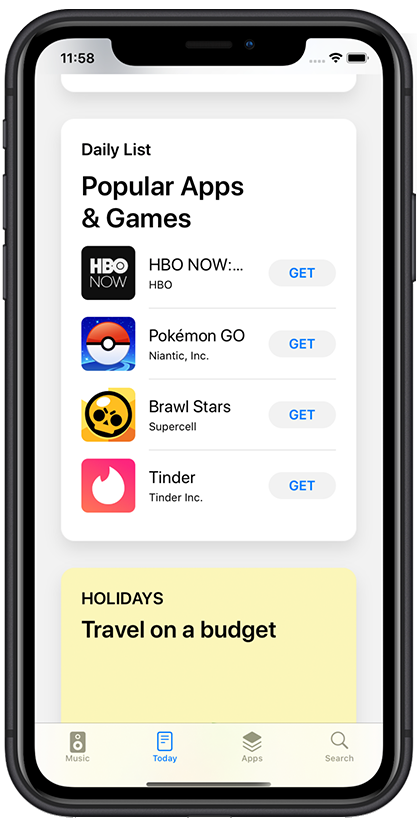 11:58
Daily List
Popular Apps
& Games
HBO NOW:...
HBO
GET
HBO
NOW
Pokémon GO
Niantic, Inc.
GET
Brawl Stars
Supercell
GET
Tinder
Tinder Inc.
GET
HOLIDAYS
Travel on a budget
Music
Today
Apps
Search